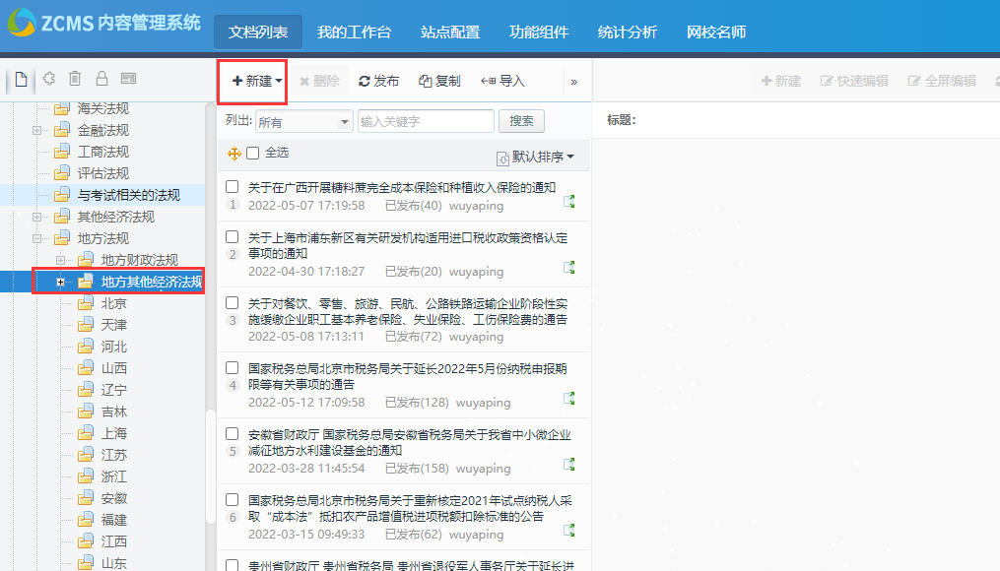 ZCMS 内容管理系统
文档列表 我的工作台 站点配置 功能组件 统计分析 网校名师
新建 删除 发布 复制 导入 »
新建 快速编辑 全屏编辑
海关法规
金融法规
工商法规
评估法规
与考试相关的法规
其他经济法规
地方法规
地方财政法规
地方其他经济法规
北京
天津
河北
山西
辽宁
吉林
上海
江苏
浙江
安徽
福建
江西
山东
列出: 所有 输入关键字 搜索
全选 默认排序
关于在广西开展糖料蔗完全成本保险和种植收入保险的通知
1 2022-05-07 17:19:58 已发布(40) wuyaping
关于上海市浦东新区有关研发机构适用进口税收政策资格认定
事项的通知
2 2022-04-30 17:18:27 已发布(20) wuyaping
关于对餐饮、零售、旅游、民航、公路铁路运输企业阶段性实
施缓缴企业职工基本养老保险、失业保险、工伤保险费的通告
3 2022-05-08 17:13:11 已发布(72) wuyaping
国家税务总局北京市税务局关于延长2022年5月份纳税申报期
限等有关事项的通告
4 2022-05-12 17:09:58 已发布(128) wuyaping
安徽省财政厅 国家税务总局安徽省税务局关于我省中小微企业
减征地方水利建设基金的通知
5 2022-03-28 11:45:54 已发布(158) wuyaping
国家税务总局北京市税务局关于重新核定2021年试点纳税人采
取“成本法”抵扣农产品增值税进项税额扣除标准的公告
6 2022-03-15 09:49:33 已发布(62) wuyaping
贵州省财政厅 贵州省税务局 贵州省退役军人事务厅关于延长进
标题: